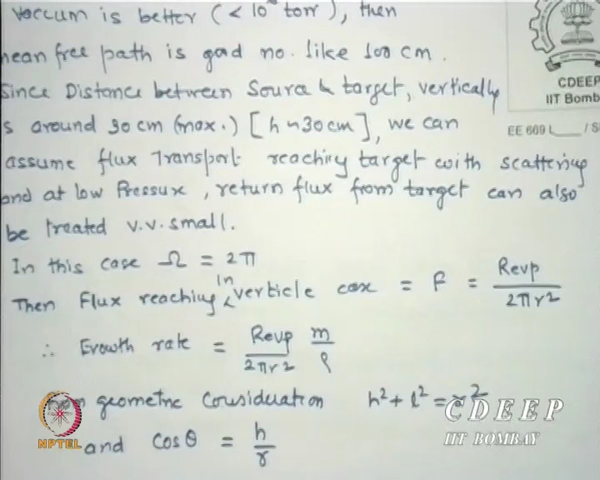 vaccum is better (< 10 torr), then
mean free path is good no. like 100 cm.
Since Distance between Source & target, vertically
is around 30 cm (max.) [h ~ 30 cm], we can
assume flux Transport reaching target with scattering
and at low Pressure, return flux from target can also
be treated v.v. small.
In this case Ω = 2π
Then Flux reaching in verticle case = F = Revp / 2πr²
∴ Growth rate = Revp / 2πr² m / ρ
geometric Consideration h² + l² = r²
and cosθ = h / r
CDEEP
IIT Bomb
EE 669 L___ / S
NPTEL
CDEEP
IIT BOMBAY